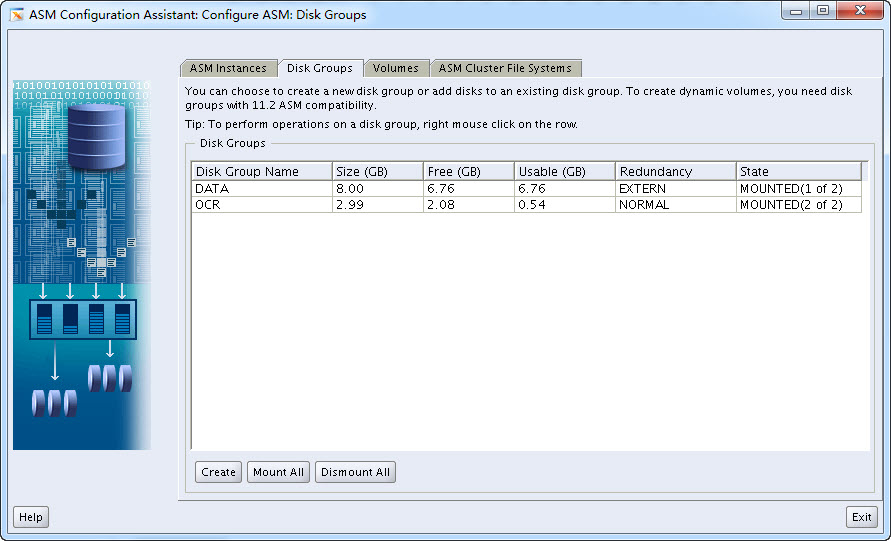 ASM Configuration Assistant: Configure ASM: Disk Groups
ASM Instances Disk Groups Volumes ASM Cluster File Systems
You can choose to create a new disk group or add disks to an existing disk group. To create dynamic volumes, you need disk
groups with 11.2 ASM compatibility.
Tip: To perform operations on a disk group, right mouse click on the row.
Disk Groups
Disk Group Name Size (GB) Free (GB) Usable (GB) Redundancy State
DATA 8.00 6.76 6.76 EXTERN MOUNTED(1 of 2)
OCR 2.99 2.08 0.54 NORMAL MOUNTED(2 of 2)
Create Mount All Dismount All
Help Exit